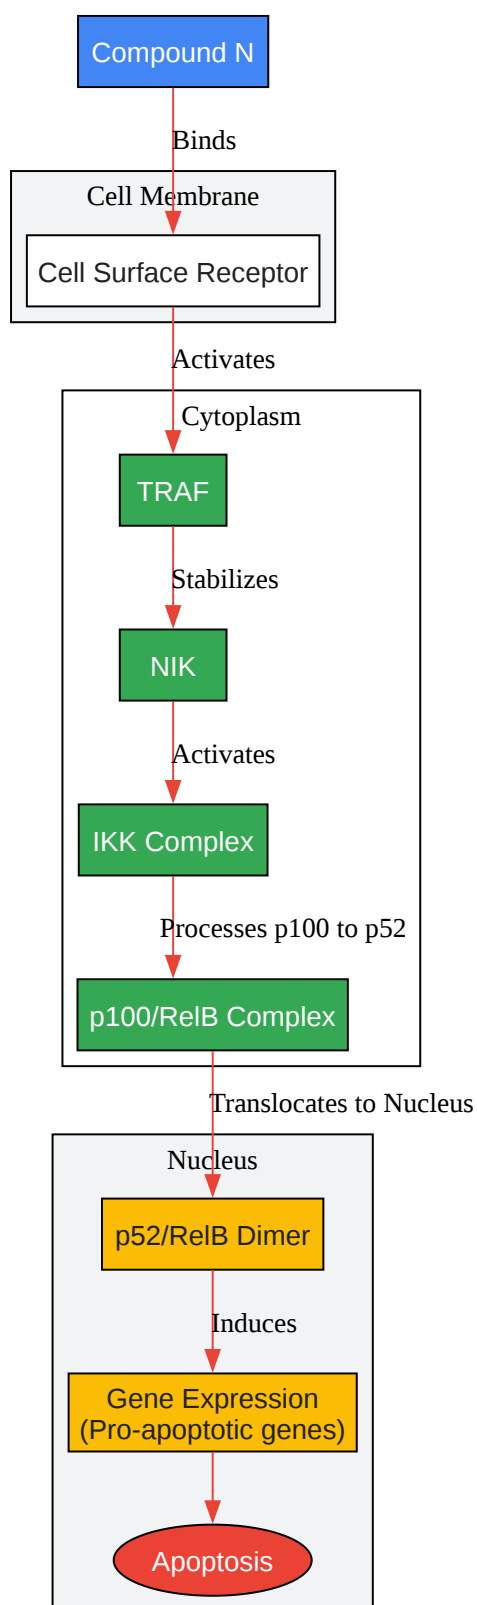 Compound N
Binds
Cell Membrane
Cell Surface Receptor
Activates
Cytoplasm
TRAF
Stabilizes
NIK
Activates
IKK Complex
Processes p100 to p52
p100/RelB Complex
Translocates to Nucleus
Nucleus
p52/RelB Dimer
Induces
Gene Expression
(Pro-apoptotic genes)
Apoptosis